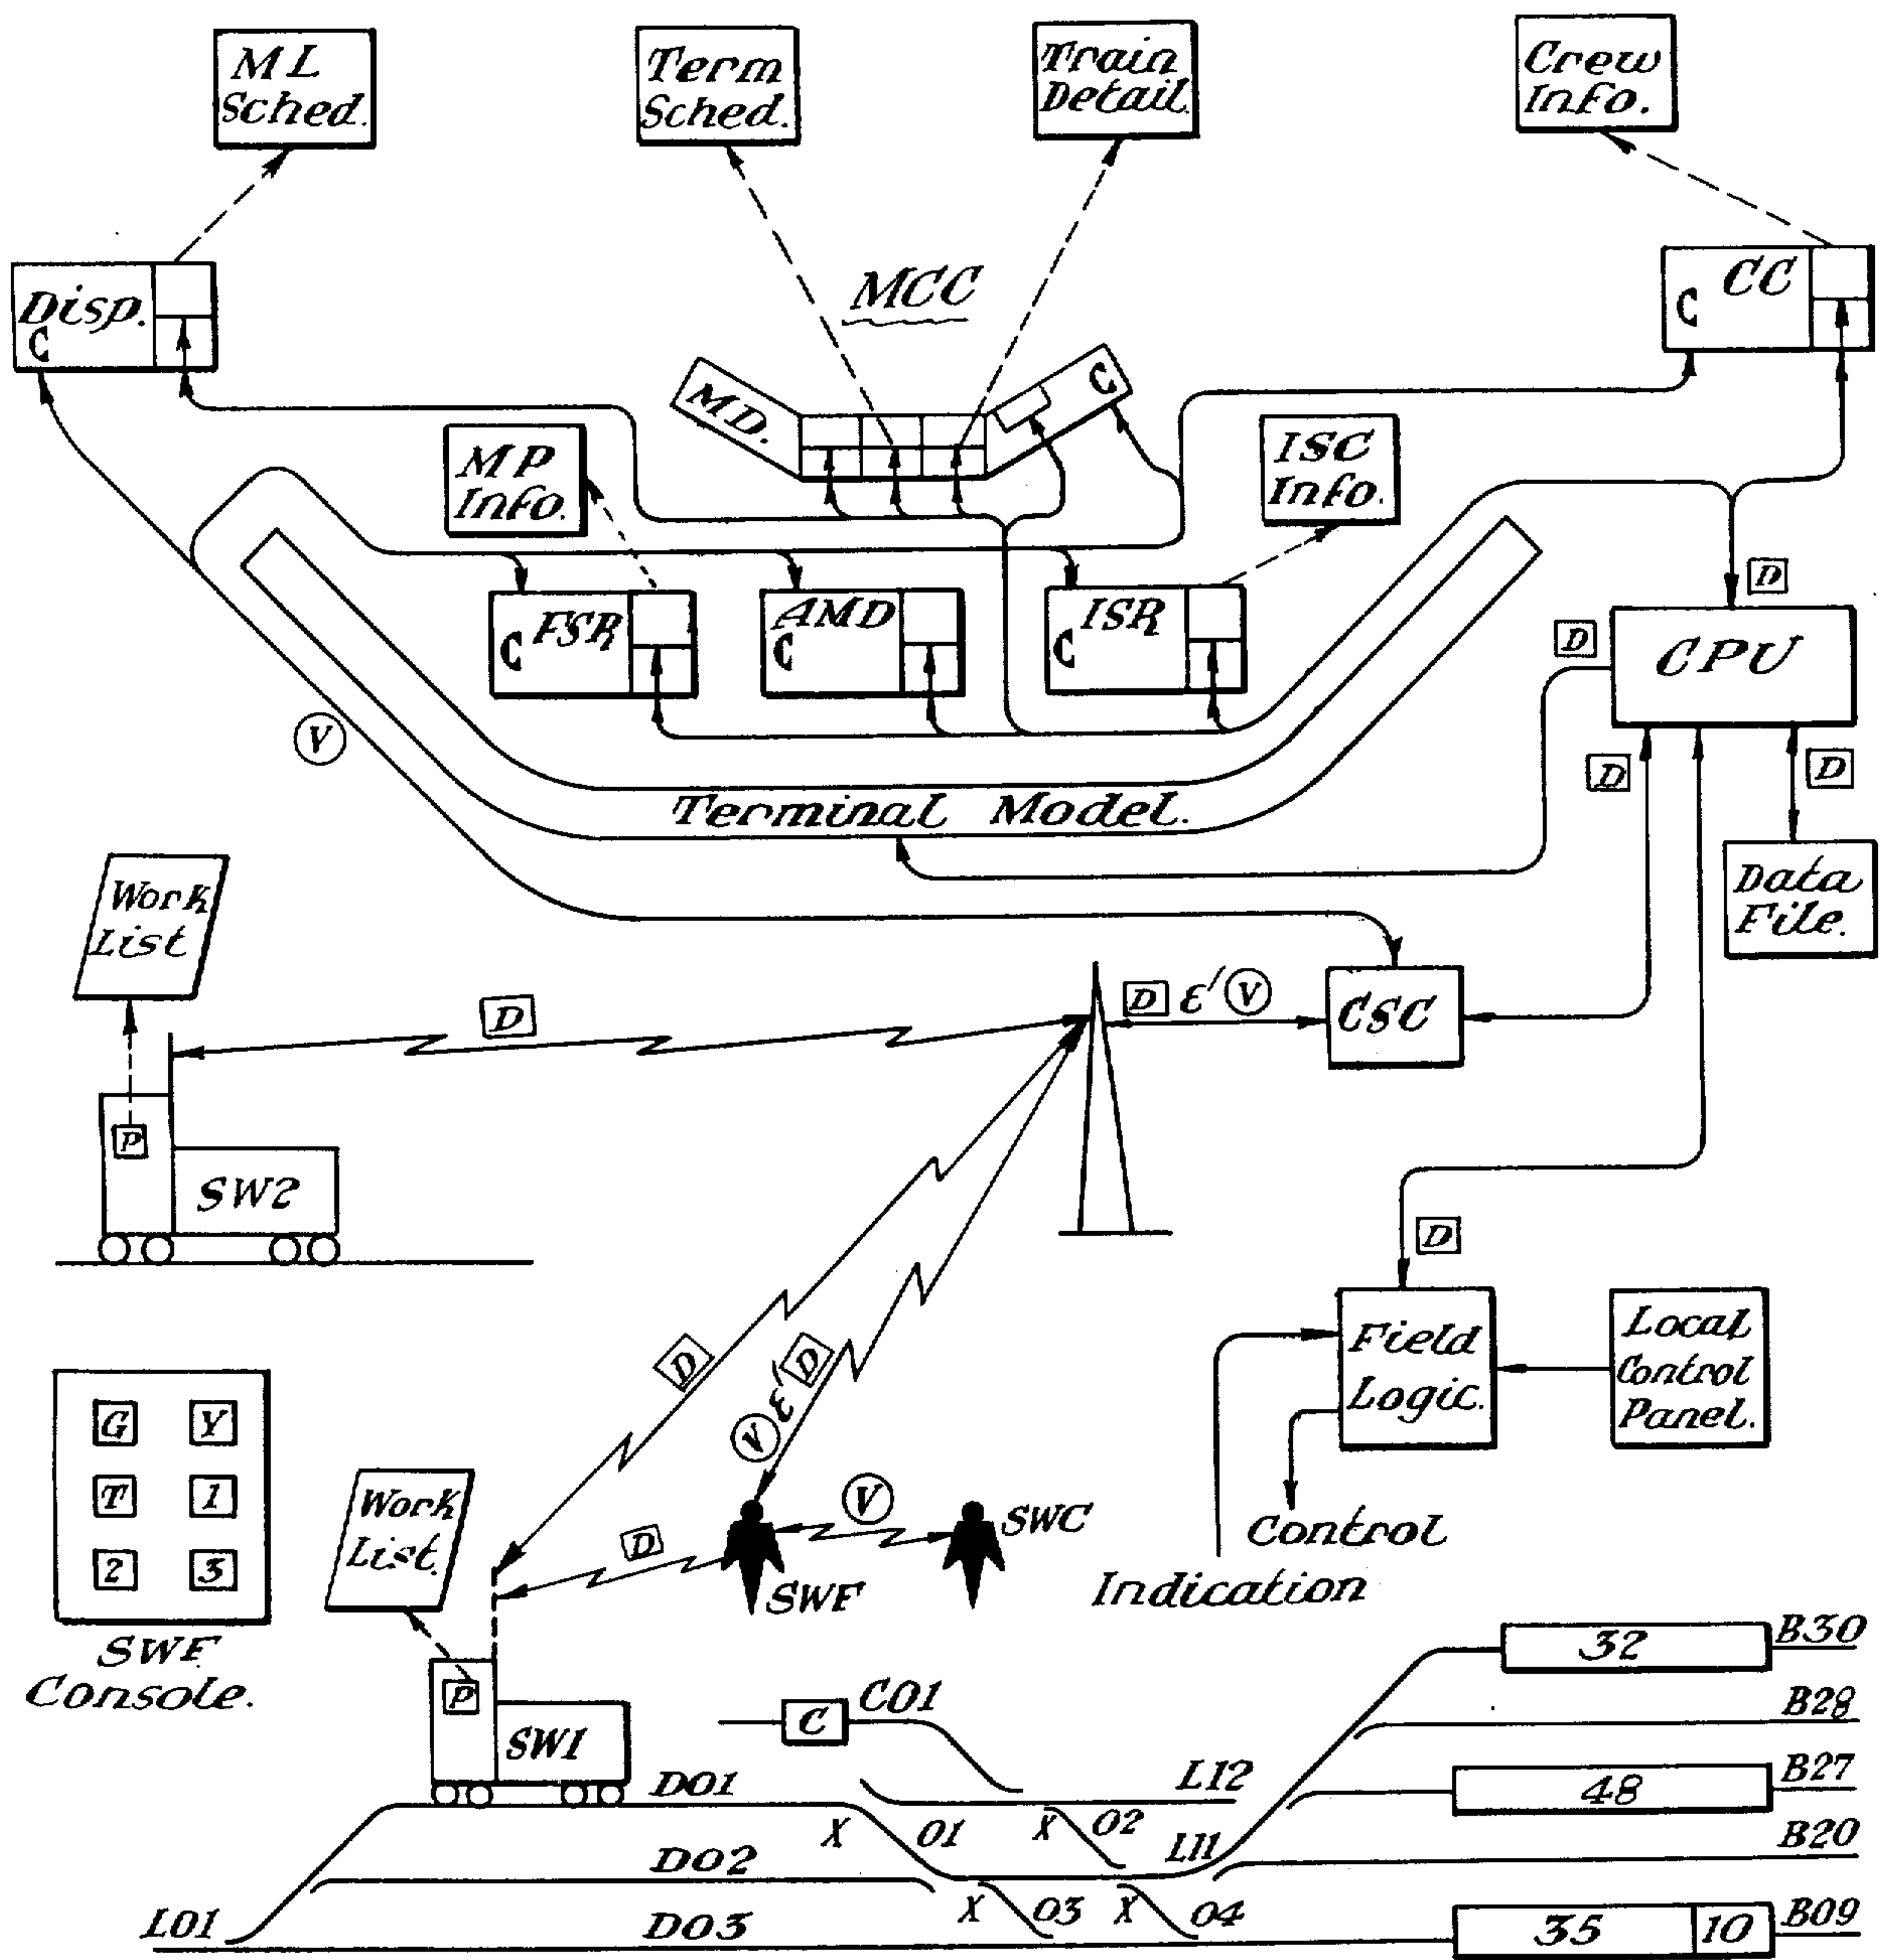 ML
Sched.
Term
Sched.
Train
Detail.
Crew
Info.
Disp.
C
MCC
CC
C
MD.
C
MP
Info.
ISC
Info.
FSR
C
AMD
C
ISR
C
D
D
CPU
V
D
D
Terminal Model.
Work
List
Data
File.
D
D &
V
CSC
P
SW2
D
D
V & D
Field
Logic.
Local
Control
Panel.
G Y
T 1
2 3
SWF
Console.
Work
List.
D
V
SWC
SWF
Control
Indication
P
SW1
C
C01
32
B30
B28
D01
L12
48
B27
X 01
X 02
L11
B20
D02
L01
D03
X 03
X 04
35
10
B09